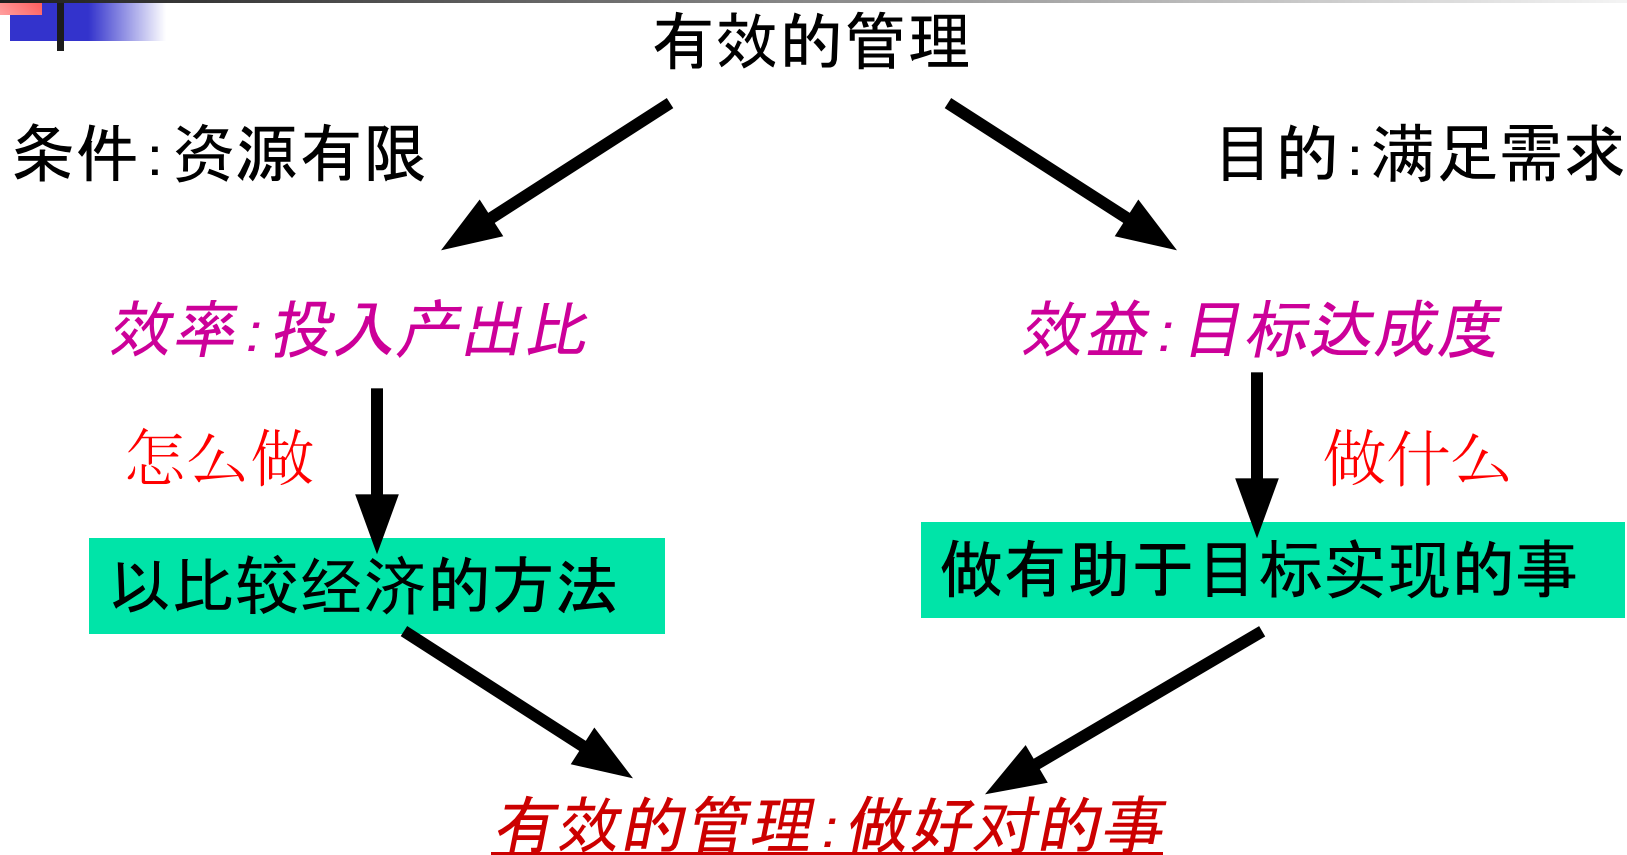 有效的管理
条件:资源有限
目的:满足需求
效率:投入产出比
效益:目标达成度
怎么做
做什么
以比较经济的方法
做有助于目标实现的事
有效的管理:做好对的事